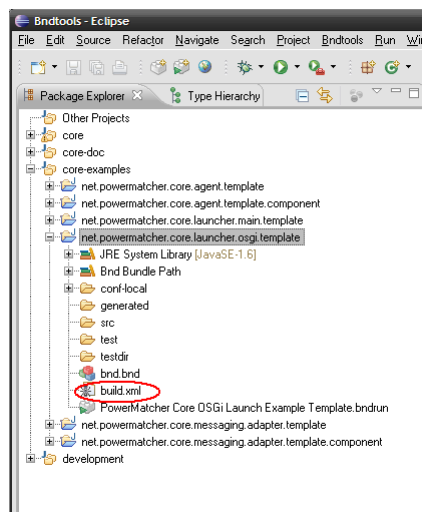 Bndtools - Eclipse
File Edit Source Refactor Navigate Search Project Bndtools Run Wi
Package Explorer Type Hierarchy
Other Projects
core
core-doc
core-examples
net.powermatcher.core.agent.template
net.powermatcher.core.agent.template.component
net.powermatcher.core.launcher.main.template
net.powermatcher.core.launcher.osgi.template
JRE System Library [JavaSE-1.6]
Bnd Bundle Path
conf-local
generated
src
test
testdir
bnd.bnd
build.xml
PowerMatcher Core OSGi Launch Example Template.bndrun
net.powermatcher.core.messaging.adapter.template
net.powermatcher.core.messaging.adapter.template.component
development